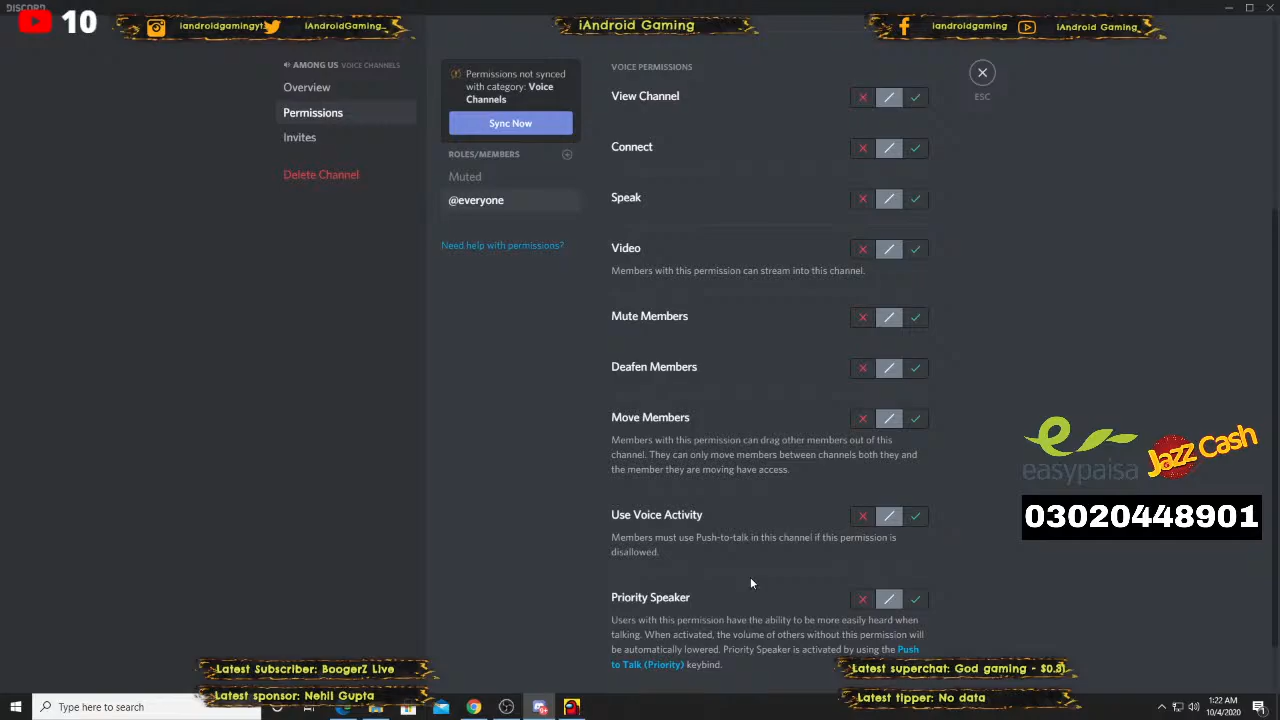 DISCORD
10
iandroidgamingyt
iAndroidGaming_
iAndroid Gaming
iandroidgaming
iAndroid Gaming
AMONG US VOICE CHANNELS
Overview
Permissions
Invites
Delete Channel
Permissions not synced
with category: Voice
Channels
Sync Now
ROLES/MEMBERS
Muted
@everyone
Need help with permissions?
VOICE PERMISSIONS
View Channel
Connect
Speak
Video
Members with this permission can stream into this channel.
Mute Members
Deafen Members
Move Members
Members with this permission can drag other members out of this
channel. They can only move members between channels both they and
the member they are moving have access.
Use Voice Activity
Members must use Push-to-talk in this channel if this permission is
disallowed.
Priority Speaker
Users with this permission have the ability to be more easily heard when
talking. When activated, the volume of others without this permission will
be automatically lowered. Priority Speaker is activated by using the Push
to Talk (Priority) keybind.
ESC
easypaisa
Jazz Cash
03020448901
Latest Subscriber: BoogerZ Live
Latest sponsor: Nehil Gupta
Latest superchat: God gaming -
Latest tipper: No data
Type here to search
1:22 AM
10/4/2020